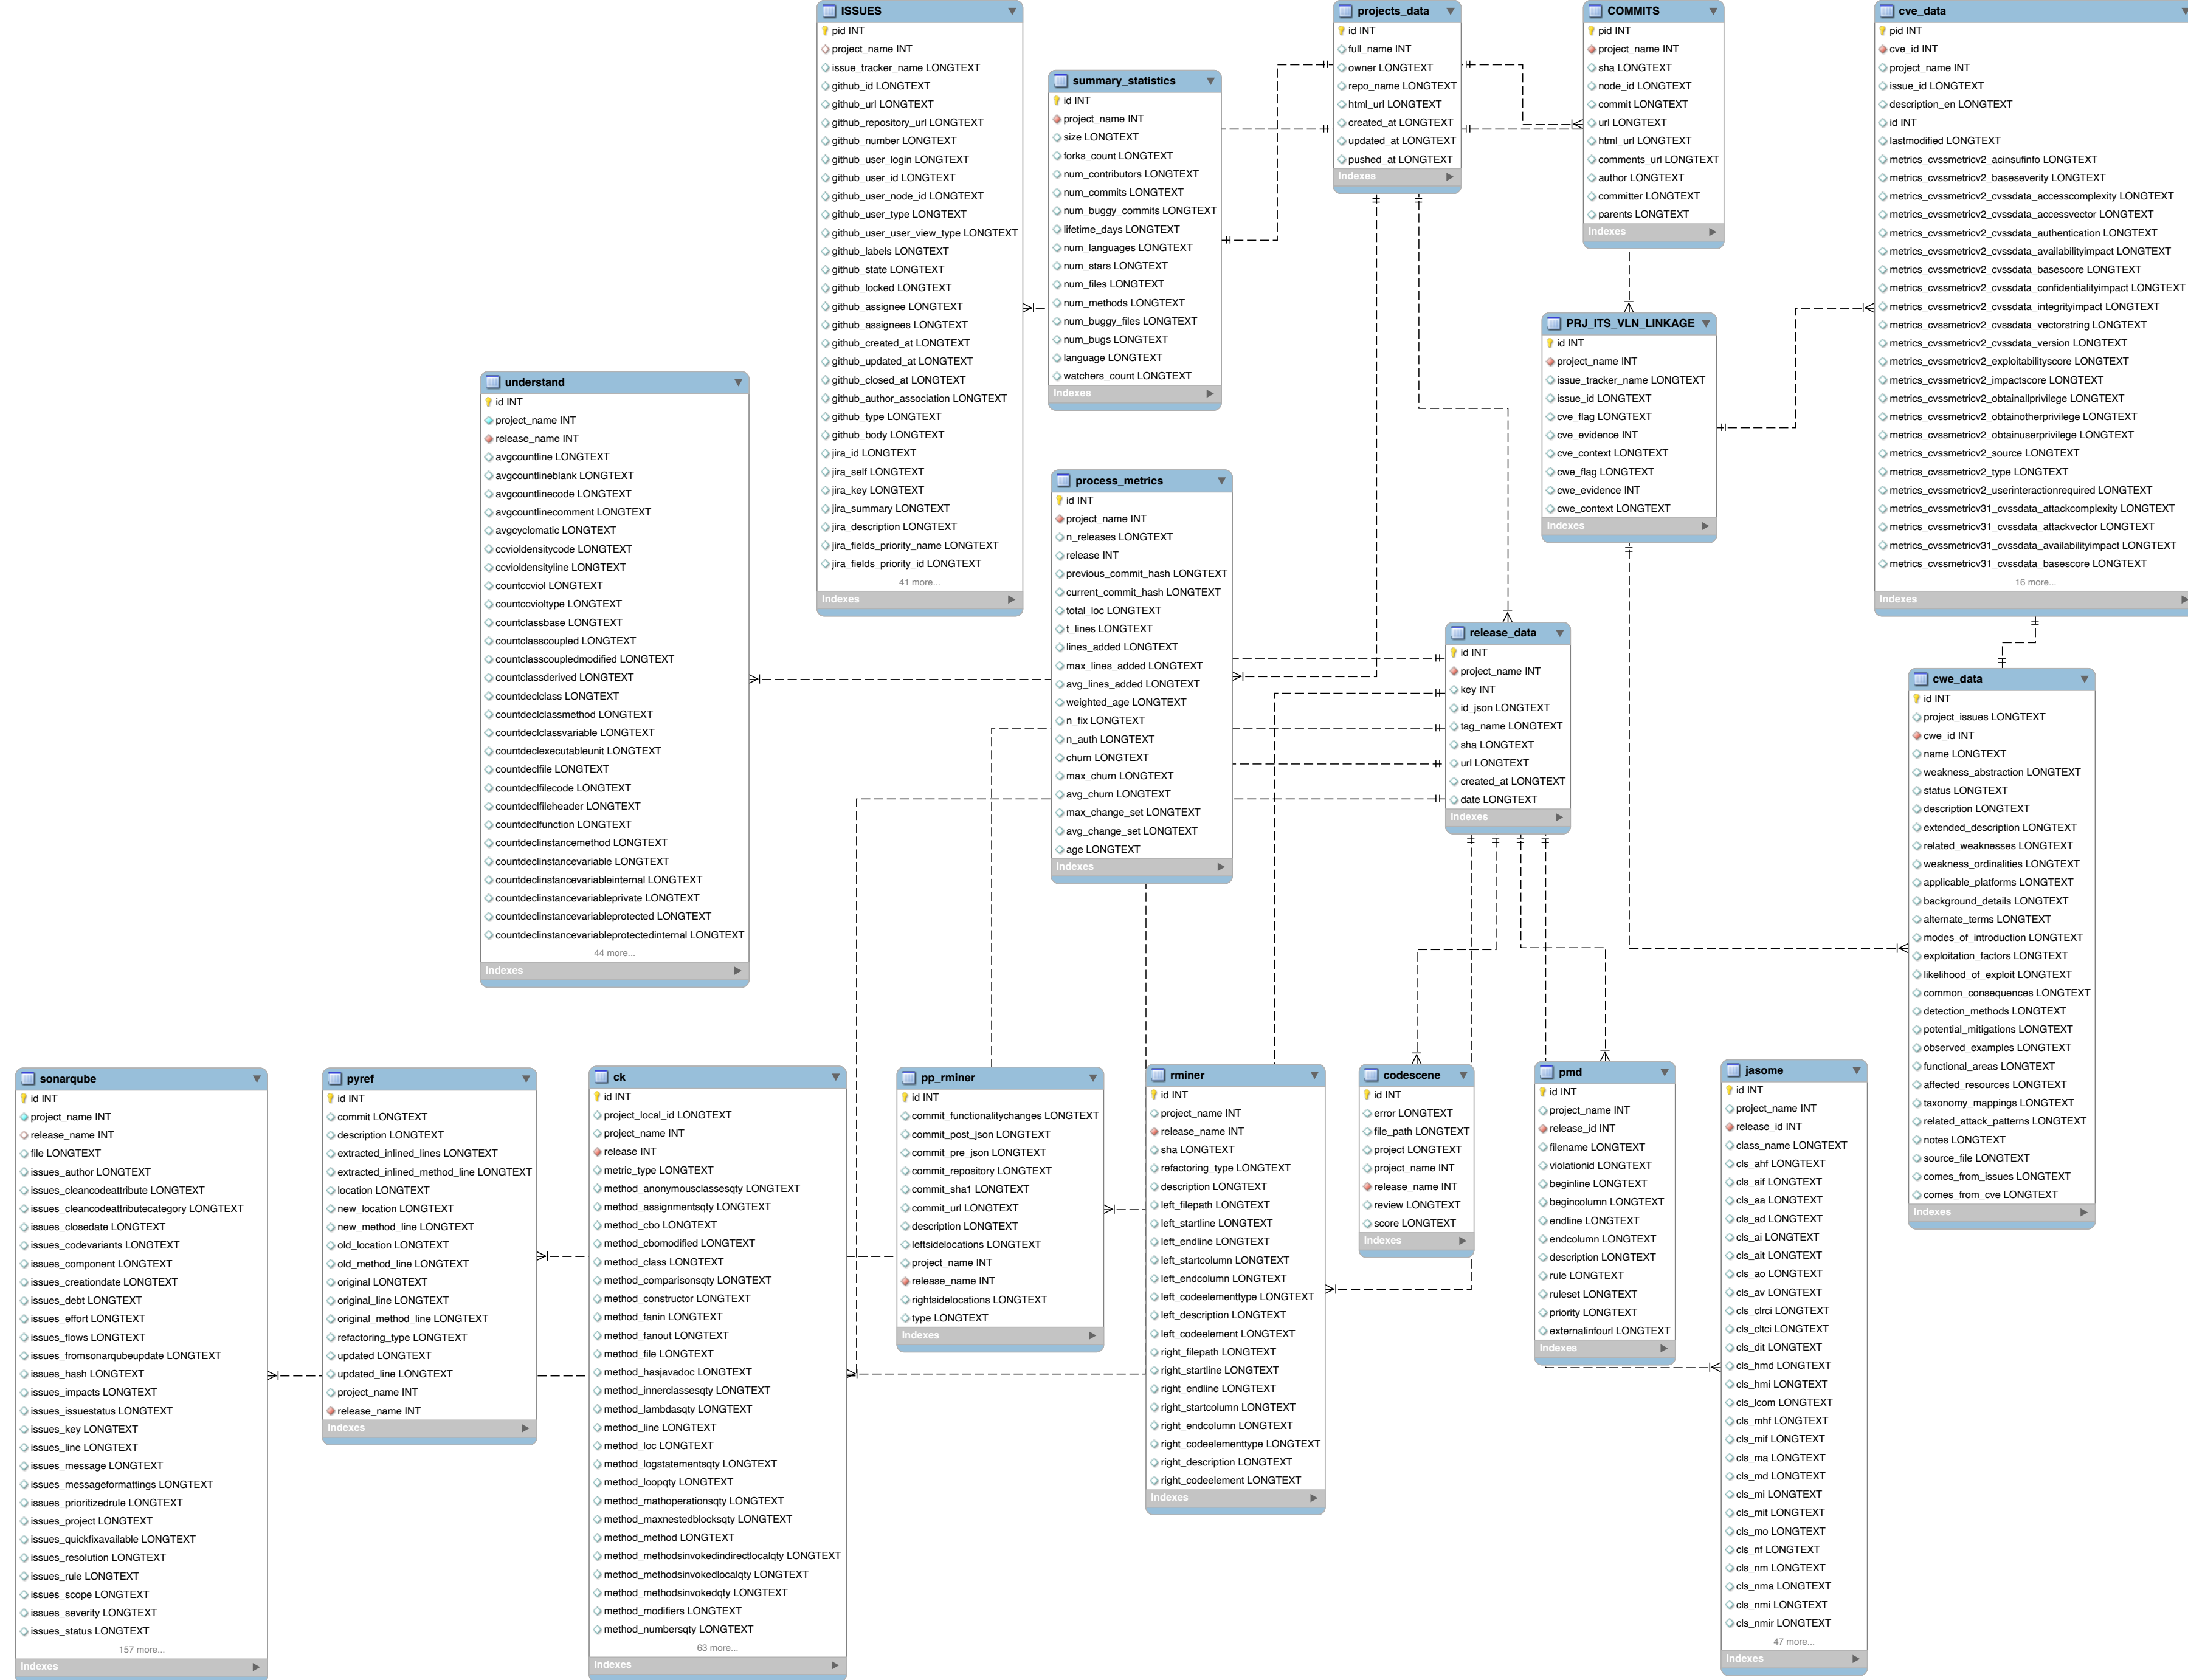 ISSUES
pid INT
project_name INT
issue_tracker_name LONGTEXT
github_id LONGTEXT
github_url LONGTEXT
github_repository_url LONGTEXT
github_number LONGTEXT
github_user_login LONGTEXT
github_user_id LONGTEXT
github_user_node_id LONGTEXT
github_user_type LONGTEXT
github_user_user_view_type LONGTEXT
github_labels LONGTEXT
github_state LONGTEXT
github_locked LONGTEXT
github_assignee LONGTEXT
github_assignees LONGTEXT
github_created_at LONGTEXT
github_updated_at LONGTEXT
github_closed_at LONGTEXT
github_author_association LONGTEXT
github_type LONGTEXT
github_body LONGTEXT
jira_id LONGTEXT
jira_self LONGTEXT
jira_key LONGTEXT
jira_summary LONGTEXT
jira_description LONGTEXT
jira_fields_priority_name LONGTEXT
jira_fields_priority_id LONGTEXT
41 more...
Indexes
summary_statistics
id INT
project_name INT
size LONGTEXT
forks_count LONGTEXT
num_contributors LONGTEXT
num_commits LONGTEXT
num_buggy_commits LONGTEXT
lifetime_days LONGTEXT
num_languages LONGTEXT
num_stars LONGTEXT
num_files LONGTEXT
num_methods LONGTEXT
num_buggy_files LONGTEXT
num_bugs LONGTEXT
language LONGTEXT
watchers_count LONGTEXT
Indexes
projects_data
id INT
full_name INT
owner LONGTEXT
repo_name LONGTEXT
html_url LONGTEXT
created_at LONGTEXT
updated_at LONGTEXT
pushed_at LONGTEXT
Indexes
COMMITS
pid INT
project_name INT
sha LONGTEXT
node_id LONGTEXT
commit LONGTEXT
url LONGTEXT
html_url LONGTEXT
comments_url LONGTEXT
author LONGTEXT
committer LONGTEXT
parents LONGTEXT
Indexes
cve_data
pid INT
cve_id INT
project_name INT
issue_id LONGTEXT
description_en LONGTEXT
id INT
lastmodified LONGTEXT
metrics_cvssmetricv2_acinsufinfo LONGTEXT
metrics_cvssmetricv2_baseseverity LONGTEXT
metrics_cvssmetricv2_cvssdata_accesscomplexity LONGTEXT
metrics_cvssmetricv2_cvssdata_accessvector LONGTEXT
metrics_cvssmetricv2_cvssdata_authentication LONGTEXT
metrics_cvssmetricv2_cvssdata_availabilityimpact LONGTEXT
metrics_cvssmetricv2_cvssdata_basescore LONGTEXT
metrics_cvssmetricv2_cvssdata_confidentialityimpact LONGTEXT
metrics_cvssmetricv2_cvssdata_integrityimpact LONGTEXT
metrics_cvssmetricv2_cvssdata_vectorstring LONGTEXT
metrics_cvssmetricv2_cvssdata_version LONGTEXT
metrics_cvssmetricv2_exploitabilityscore LONGTEXT
metrics_cvssmetricv2_impactscore LONGTEXT
metrics_cvssmetricv2_obtainallprivilege LONGTEXT
metrics_cvssmetricv2_obtainotherprivilege LONGTEXT
metrics_cvssmetricv2_obtainuserprivilege LONGTEXT
metrics_cvssmetricv2_source LONGTEXT
metrics_cvssmetricv2_type LONGTEXT
metrics_cvssmetricv2_userinteractionrequired LONGTEXT
metrics_cvssmetricv31_cvssdata_attackcomplexity LONGTEXT
metrics_cvssmetricv31_cvssdata_attackvector LONGTEXT
metrics_cvssmetricv31_cvssdata_availabilityimpact LONGTEXT
metrics_cvssmetricv31_cvssdata_basescore LONGTEXT
16 more...
Indexes
PRJ_ITS_VLN_LINKAGE
id INT
project_name INT
issue_tracker_name LONGTEXT
issue_id LONGTEXT
cve_flag LONGTEXT
cve_evidence INT
cve_context LONGTEXT
cwe_flag LONGTEXT
cwe_evidence INT
cwe_context LONGTEXT
Indexes
understand
id INT
project_name INT
release_name INT
avgcountline LONGTEXT
avgcountlineblank LONGTEXT
avgcountlinecode LONGTEXT
avgcountlinecomment LONGTEXT
avgcyclomatic LONGTEXT
ccvioldensitycode LONGTEXT
ccvioldensityline LONGTEXT
countccviol LONGTEXT
countccvioltype LONGTEXT
countclassbase LONGTEXT
countclasscoupled LONGTEXT
countclasscoupledmodified LONGTEXT
countclassderived LONGTEXT
countdeclclass LONGTEXT
countdeclclassmethod LONGTEXT
countdeclclassvariable LONGTEXT
countdeclexecutableunit LONGTEXT
countdeclfile LONGTEXT
countdeclfilecode LONGTEXT
countdeclfileheader LONGTEXT
countdeclfunction LONGTEXT
countdeclinstancemethod LONGTEXT
countdeclinstancevariable LONGTEXT
countdeclinstancevariableinternal LONGTEXT
countdeclinstancevariableprivate LONGTEXT
countdeclinstancevariableprotected LONGTEXT
countdeclinstancevariableprotectedinternal LONGTEXT
44 more...
Indexes
process_metrics
id INT
project_name INT
n_releases LONGTEXT
release INT
previous_commit_hash LONGTEXT
current_commit_hash LONGTEXT
total_loc LONGTEXT
t_lines LONGTEXT
lines_added LONGTEXT
max_lines_added LONGTEXT
avg_lines_added LONGTEXT
weighted_age LONGTEXT
n_fix LONGTEXT
n_auth LONGTEXT
churn LONGTEXT
max_churn LONGTEXT
avg_churn LONGTEXT
max_change_set LONGTEXT
avg_change_set LONGTEXT
age LONGTEXT
Indexes
release_data
id INT
project_name INT
key INT
id_json LONGTEXT
tag_name LONGTEXT
sha LONGTEXT
url LONGTEXT
created_at LONGTEXT
date LONGTEXT
Indexes
cwe_data
id INT
project_issues LONGTEXT
cwe_id INT
name LONGTEXT
weakness_abstraction LONGTEXT
status LONGTEXT
description LONGTEXT
extended_description LONGTEXT
related_weaknesses LONGTEXT
weakness_ordinalities LONGTEXT
applicable_platforms LONGTEXT
background_details LONGTEXT
alternate_terms LONGTEXT
modes_of_introduction LONGTEXT
exploitation_factors LONGTEXT
likelihood_of_exploit LONGTEXT
common_consequences LONGTEXT
detection_methods LONGTEXT
potential_mitigations LONGTEXT
observed_examples LONGTEXT
functional_areas LONGTEXT
affected_resources LONGTEXT
taxonomy_mappings LONGTEXT
related_attack_patterns LONGTEXT
notes LONGTEXT
source_file LONGTEXT
comes_from_issues LONGTEXT
comes_from_cve LONGTEXT
Indexes
sonarqube
id INT
project_name INT
release_name INT
file LONGTEXT
issues_author LONGTEXT
issues_cleancodeattribute LONGTEXT
issues_cleancodeattributecategory LONGTEXT
issues_closedate LONGTEXT
issues_codevariants LONGTEXT
issues_component LONGTEXT
issues_creationdate LONGTEXT
issues_debt LONGTEXT
issues_effort LONGTEXT
issues_flows LONGTEXT
issues_fromsonarqubeupdate LONGTEXT
issues_hash LONGTEXT
issues_impacts LONGTEXT
issues_issuestatus LONGTEXT
issues_key LONGTEXT
issues_line LONGTEXT
issues_message LONGTEXT
issues_messageformattings LONGTEXT
issues_prioritizedrule LONGTEXT
issues_project LONGTEXT
issues_quickfixavailable LONGTEXT
issues_resolution LONGTEXT
issues_rule LONGTEXT
issues_scope LONGTEXT
issues_severity LONGTEXT
issues_status LONGTEXT
157 more...
Indexes
pyref
id INT
commit LONGTEXT
description LONGTEXT
extracted_inlined_lines LONGTEXT
extracted_inlined_method_line LONGTEXT
location LONGTEXT
new_location LONGTEXT
new_method_line LONGTEXT
old_location LONGTEXT
old_method_line LONGTEXT
original LONGTEXT
original_line LONGTEXT
original_method_line LONGTEXT
refactoring_type LONGTEXT
updated LONGTEXT
updated_line LONGTEXT
project_name INT
release_name INT
Indexes
ck
id INT
project_local_id LONGTEXT
project_name INT
release INT
metric_type LONGTEXT
method_anonymousclassesqty LONGTEXT
method_assignmentsqty LONGTEXT
method_cbo LONGTEXT
method_cbomodified LONGTEXT
method_class LONGTEXT
method_comparisonsqty LONGTEXT
method_constructor LONGTEXT
method_fanin LONGTEXT
method_fanout LONGTEXT
method_file LONGTEXT
method_hasjavadoc LONGTEXT
method_innerclassesqty LONGTEXT
method_lambdasqty LONGTEXT
method_line LONGTEXT
method_loc LONGTEXT
method_logstatementsqty LONGTEXT
method_loopqty LONGTEXT
method_mathoperationsqty LONGTEXT
method_maxnestedblocksqty LONGTEXT
method_method LONGTEXT
method_methodsinvokedindirectlocalqty LONGTEXT
method_methodsinvokedlocalqty LONGTEXT
method_methodsinvokedqty LONGTEXT
method_modifiers LONGTEXT
method_numbersqty LONGTEXT
63 more...
Indexes
pp_rminer
id INT
commit_functionalitychanges LONGTEXT
commit_post_json LONGTEXT
commit_pre_json LONGTEXT
commit_repository LONGTEXT
commit_sha1 LONGTEXT
commit_url LONGTEXT
description LONGTEXT
leftsidelocations LONGTEXT
project_name INT
release_name INT
rightsidelocations LONGTEXT
type LONGTEXT
Indexes
rminer
id INT
project_name INT
release_name INT
sha LONGTEXT
refactoring_type LONGTEXT
description LONGTEXT
left_filepath LONGTEXT
left_startline LONGTEXT
left_endline LONGTEXT
left_startcolumn LONGTEXT
left_endcolumn LONGTEXT
left_codeelementtype LONGTEXT
left_description LONGTEXT
left_codeelement LONGTEXT
right_filepath LONGTEXT
right_startline LONGTEXT
right_endline LONGTEXT
right_startcolumn LONGTEXT
right_endcolumn LONGTEXT
right_codeelementtype LONGTEXT
right_description LONGTEXT
right_codeelement LONGTEXT
Indexes
codescene
id INT
error LONGTEXT
file_path LONGTEXT
project LONGTEXT
project_name INT
release_name INT
review LONGTEXT
score LONGTEXT
Indexes
pmd
id INT
project_name INT
release_id INT
filename LONGTEXT
violationid LONGTEXT
beginline LONGTEXT
begincolumn LONGTEXT
endline LONGTEXT
endcolumn LONGTEXT
description LONGTEXT
rule LONGTEXT
ruleset LONGTEXT
priority LONGTEXT
externalinfourl LONGTEXT
Indexes
jasome
id INT
project_name INT
release_id INT
class_name LONGTEXT
cls_ahf LONGTEXT
cls_aif LONGTEXT
cls_aa LONGTEXT
cls_ad LONGTEXT
cls_ai LONGTEXT
cls_ait LONGTEXT
cls_ao LONGTEXT
cls_av LONGTEXT
cls_clrci LONGTEXT
cls_cltci LONGTEXT
cls_dit LONGTEXT
cls_hmd LONGTEXT
cls_hmi LONGTEXT
cls_lcom LONGTEXT
cls_mhf LONGTEXT
cls_mif LONGTEXT
cls_ma LONGTEXT
cls_md LONGTEXT
cls_mi LONGTEXT
cls_mit LONGTEXT
cls_mo LONGTEXT
cls_nf LONGTEXT
cls_nm LONGTEXT
cls_nma LONGTEXT
cls_nmi LONGTEXT
cls_nmir LONGTEXT
47 more...
Indexes